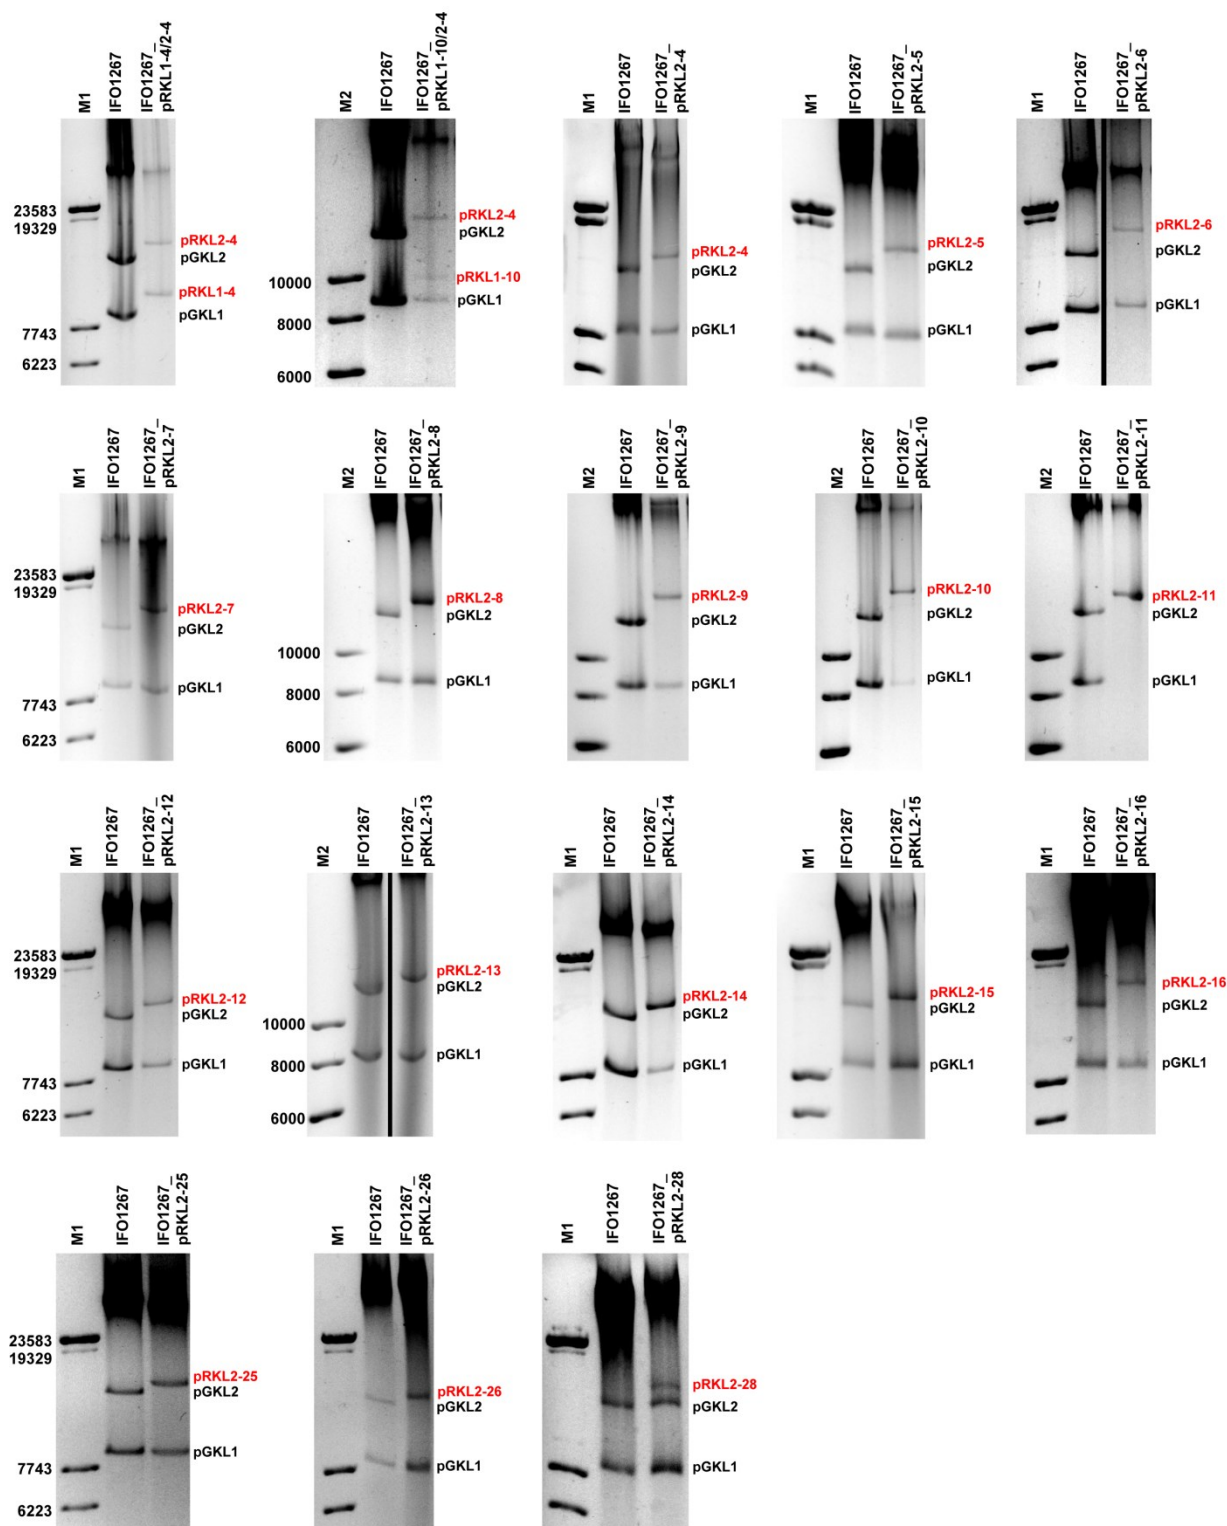 M1
IFO1267
IFO1267_
pRKL1-4/2-4
23583
19329
7743
6223
pRKL2-4
pGKL2
pRKL1-4
pGKL1
M2
IFO1267
IFO1267_
pRKL1-10/2-4
10000
8000
6000
pRKL2-4
pGKL2
pRKL1-10
pGKL1
M1
IFO1267
IFO1267_
pRKL2-4
pRKL2-4
pGKL2
pGKL1
M1
IFO1267
IFO1267_
pRKL2-5
pRKL2-5
pGKL2
pGKL1
M1
IFO1267
IFO1267_
pRKL2-6
pRKL2-6
pGKL2
pGKL1
M1
IFO1267
IFO1267_
pRKL2-7
23583
19329
7743
6223
pRKL2-7
pGKL2
pGKL1
M2
IFO1267
IFO1267_
pRKL2-8
10000
8000
6000
pRKL2-8
pGKL2
pGKL1
M2
IFO1267
IFO1267_
pRKL2-9
pRKL2-9
pGKL2
pGKL1
M2
IFO1267
IFO1267_
pRKL2-10
pRKL2-10
pGKL2
pGKL1
M2
IFO1267
IFO1267_
pRKL2-11
pRKL2-11
pGKL2
pGKL1
M1
IFO1267
IFO1267_
pRKL2-12
23583
19329
7743
6223
pRKL2-12
pGKL2
pGKL1
M2
IFO1267
IFO1267_
pRKL2-13
10000
8000
6000
pRKL2-13
pGKL2
pGKL1
M1
IFO1267
IFO1267_
pRKL2-14
pRKL2-14
pGKL2
pGKL1
M1
IFO1267
IFO1267_
pRKL2-15
pRKL2-15
pGKL2
pGKL1
M1
IFO1267
IFO1267_
pRKL2-16
pRKL2-16
pGKL2
pGKL1
M1
IFO1267
IFO1267_
pRKL2-25
23583
19329
7743
6223
pRKL2-25
pGKL2
pGKL1
M1
IFO1267
IFO1267_
pRKL2-26
pRKL2-26
pGKL2
pGKL1
M1
IFO1267
IFO1267_
pRKL2-28
pRKL2-28
pGKL2
pGKL1